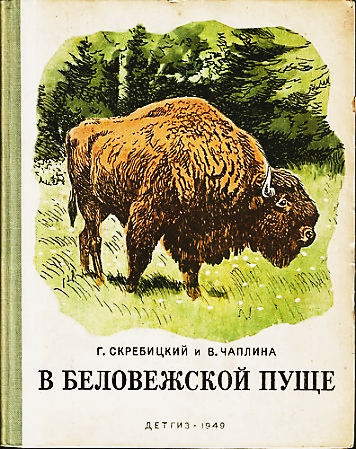 Г. СКРЕБИЦКИЙ и В. ЧАПЛИНА
В БЕЛОВЕЖСКОЙ ПУЩЕ
ДЕТГИЗ • 1949